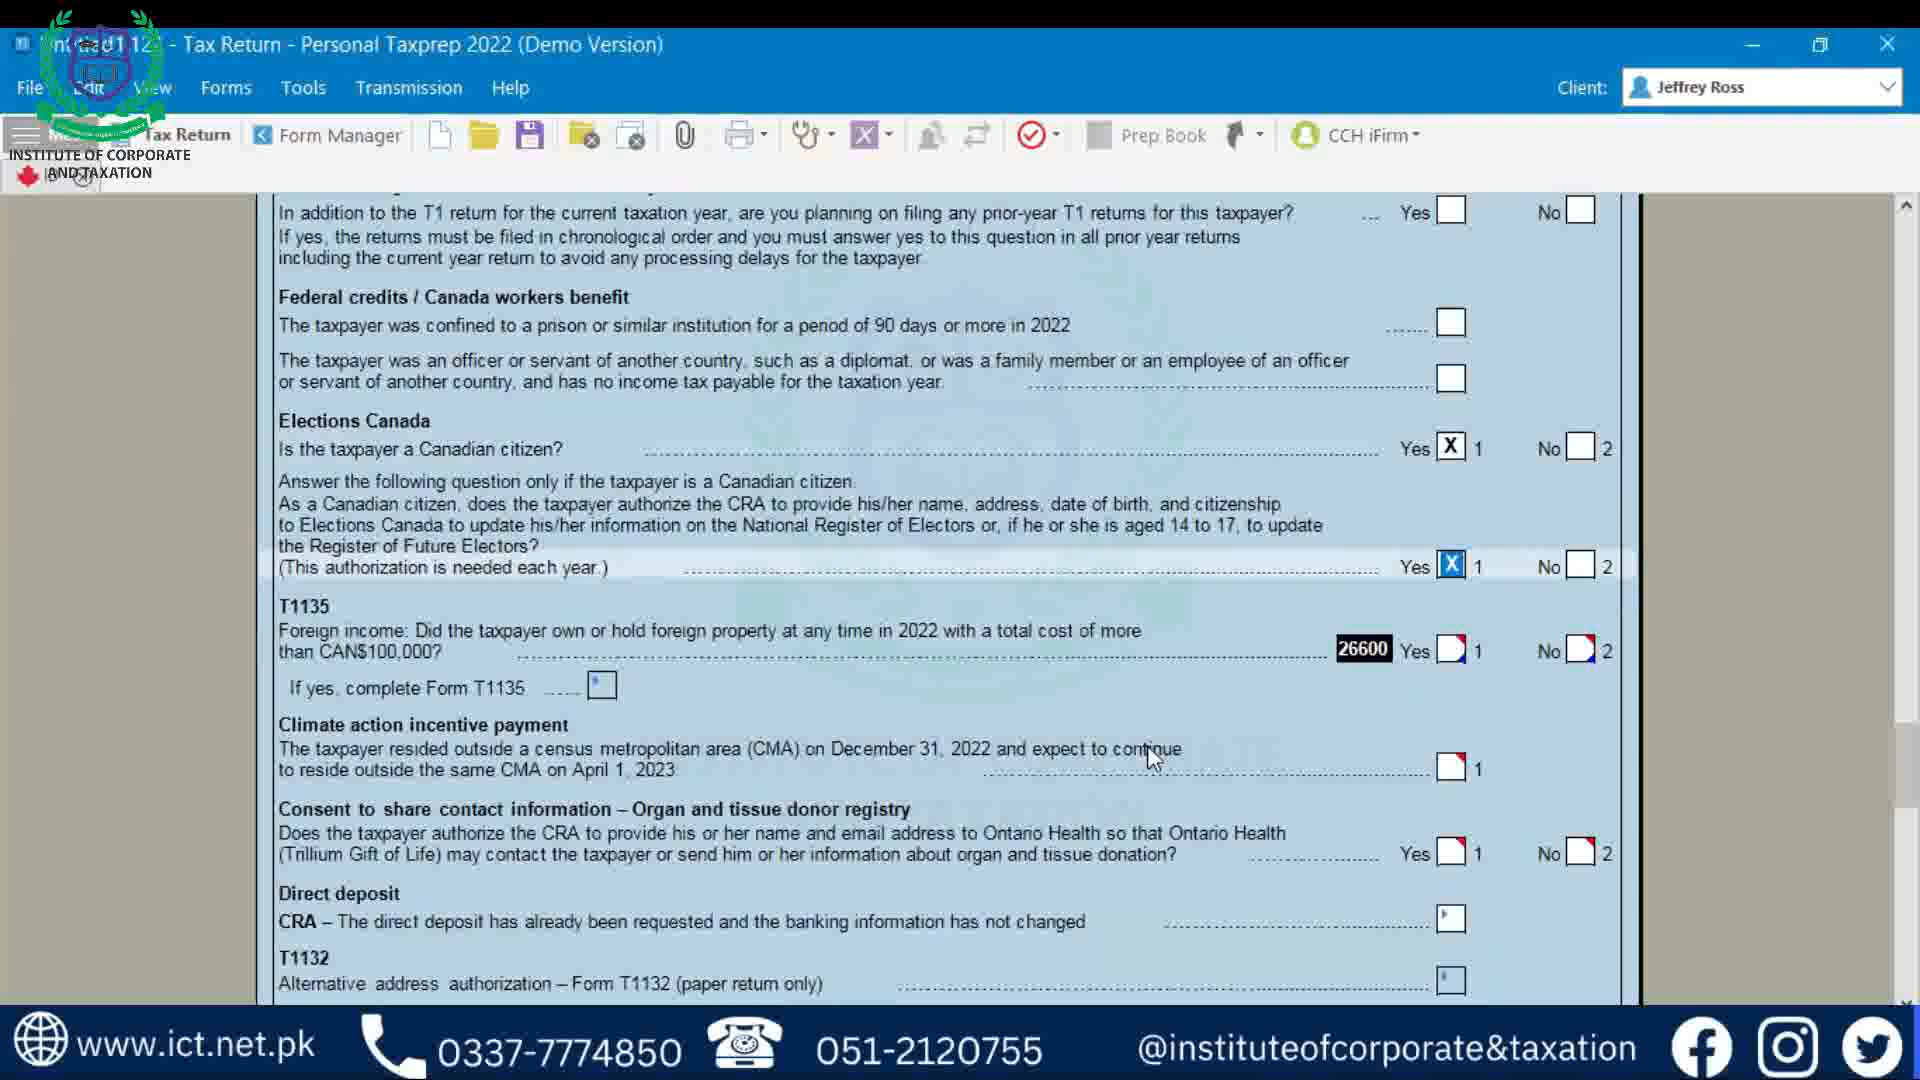 Untitled1.122 - Tax Return - Personal Taxprep 2022 (Demo Version)
File Edit View Forms Tools Transmission Help
Client: Jeffrey Ross
Tax Return Form Manager Prep Book CCH iFirm
INSTITUTE OF CORPORATE
AND TAXATION
In addition to the T1 return for the current taxation year, are you planning on filing any prior-year T1 returns for this taxpayer? ... Yes No
If yes, the returns must be filed in chronological order and you must answer yes to this question in all prior year returns
including the current year return to avoid any processing delays for the taxpayer.
Federal credits / Canada workers benefit
The taxpayer was confined to a prison or similar institution for a period of 90 days or more in 2022
The taxpayer was an officer or servant of another country, such as a diplomat, or was a family member or an employee of an officer
or servant of another country, and has no income tax payable for the taxation year.
Elections Canada
Is the taxpayer a Canadian citizen? Yes X 1 No 2
Answer the following question only if the taxpayer is a Canadian citizen.
As a Canadian citizen, does the taxpayer authorize the CRA to provide his/her name, address, date of birth, and citizenship
to Elections Canada to update his/her information on the National Register of Electors or, if he or she is aged 14 to 17, to update
the Register of Future Electors?
(This authorization is needed each year.) Yes X 1 No 2
T1135
Foreign income: Did the taxpayer own or hold foreign property at any time in 2022 with a total cost of more
than CAN$100,000? 26600 Yes 1 No 2
If yes, complete Form T1135
Climate action incentive payment
The taxpayer resided outside a census metropolitan area (CMA) on December 31, 2022 and expect to continue
to reside outside the same CMA on April 1, 2023 1
Consent to share contact information – Organ and tissue donor registry
Does the taxpayer authorize the CRA to provide his or her name and email address to Ontario Health so that Ontario Health
(Trillium Gift of Life) may contact the taxpayer or send him or her information about organ and tissue donation? Yes 1 No 2
Direct deposit
CRA – The direct deposit has already been requested and the banking information has not changed
T1132
Alternative address authorization – Form T1132 (paper return only)
www.ict.net.pk 0337-7774850 051-2120755 @instituteofcorporate&taxation